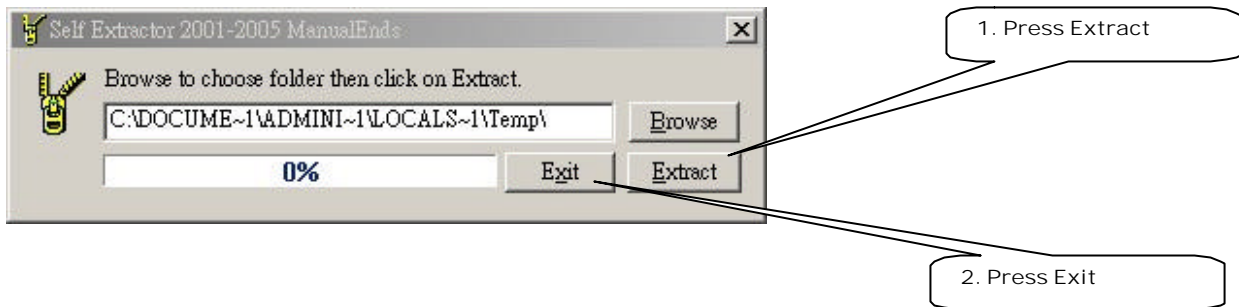 Self Extractor 2001-2005 ManualEnds
Browse to choose folder then click on Extract.
C:\DOCUME~1\ADMINI~1\LOCALS~1\Temp\
Browse
0%
Exit
Extract
1. Press Extract
2. Press Exit